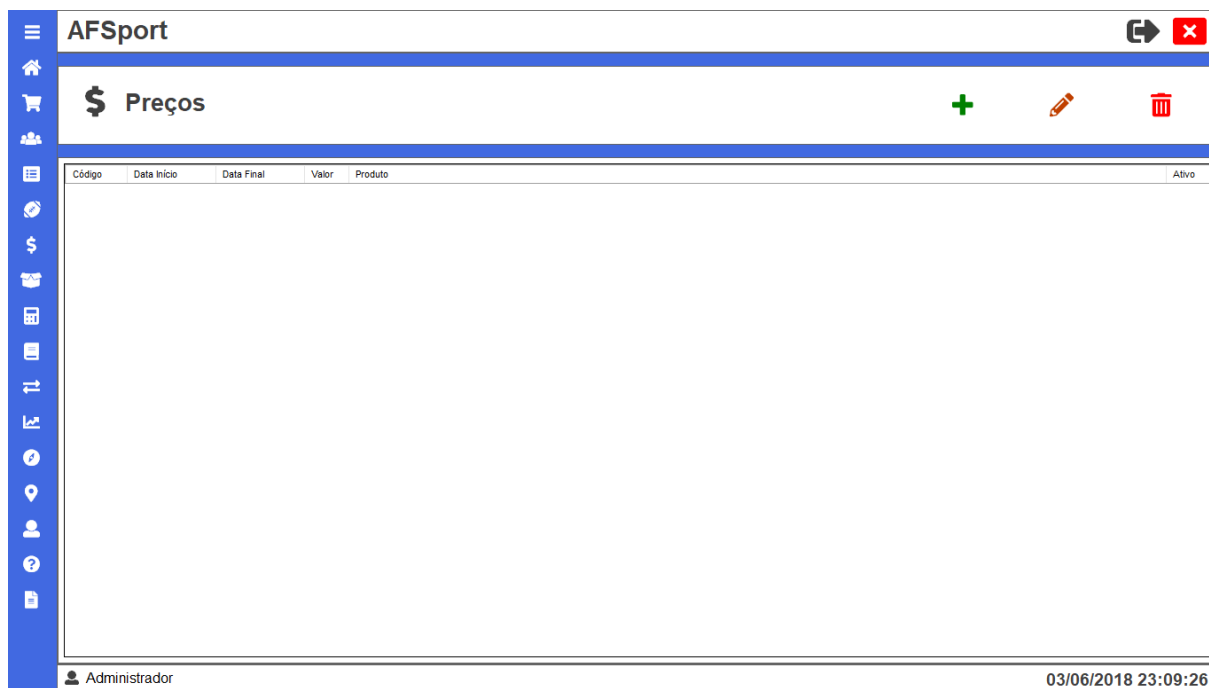 AFSport
Preços
Código Data Início Data Final Valor Produto Ativo
Administrador 03/06/2018 23:09:26